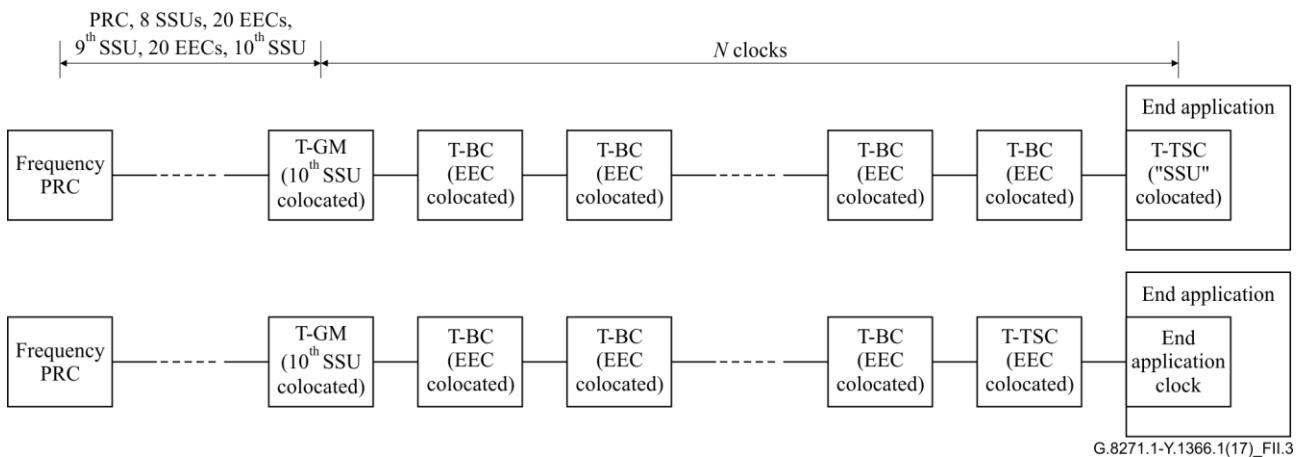 PRC, 8 SSUs, 20 EECs,
9th SSU, 20 EECs, 10th SSU
N clocks
Frequency
PRC
T-GM
(10th SSU
colocated)
T-BC
(EEC
colocated)
T-BC
(EEC
colocated)
T-BC
(EEC
colocated)
T-BC
(EEC
colocated)
End application
T-TSC
("SSU"
colocated)
Frequency
PRC
T-GM
(10th SSU
colocated)
T-BC
(EEC
colocated)
T-BC
(EEC
colocated)
T-BC
(EEC
colocated)
T-TSC
(EEC
colocated)
End application
End
application
clock
G.8271.1-Y.1366.1(17)_FII.3